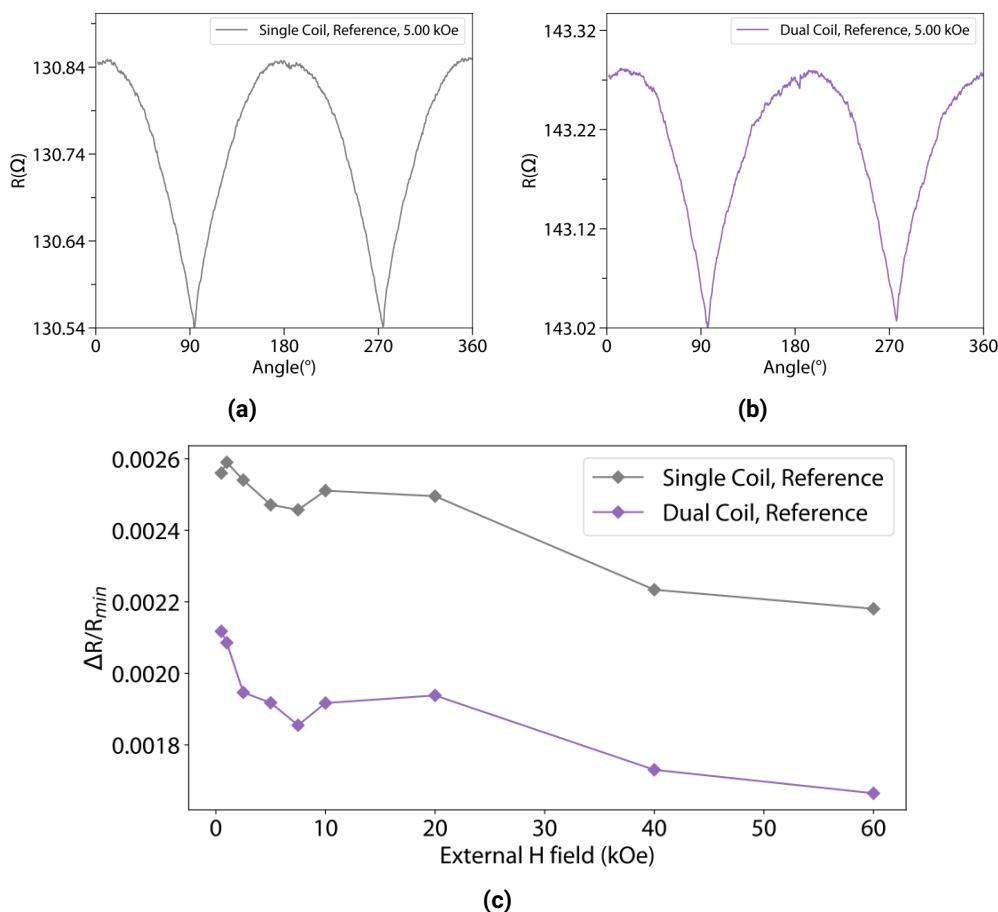 Single Coil, Reference, 5.00 kOe
130.84
130.74
130.64
130.54
R(Ω)
0 90 180 270 360
Angle(°)
(a)
Dual Coil, Reference, 5.00 kOe
143.32
143.22
143.12
143.02
R(Ω)
0 90 180 270 360
Angle(°)
(b)
0.0026
0.0024
0.0022
0.0020
0.0018
ΔR/Rmin
Single Coil, Reference
Dual Coil, Reference
0 10 20 30 40 50 60
External H field (kOe)
(c)